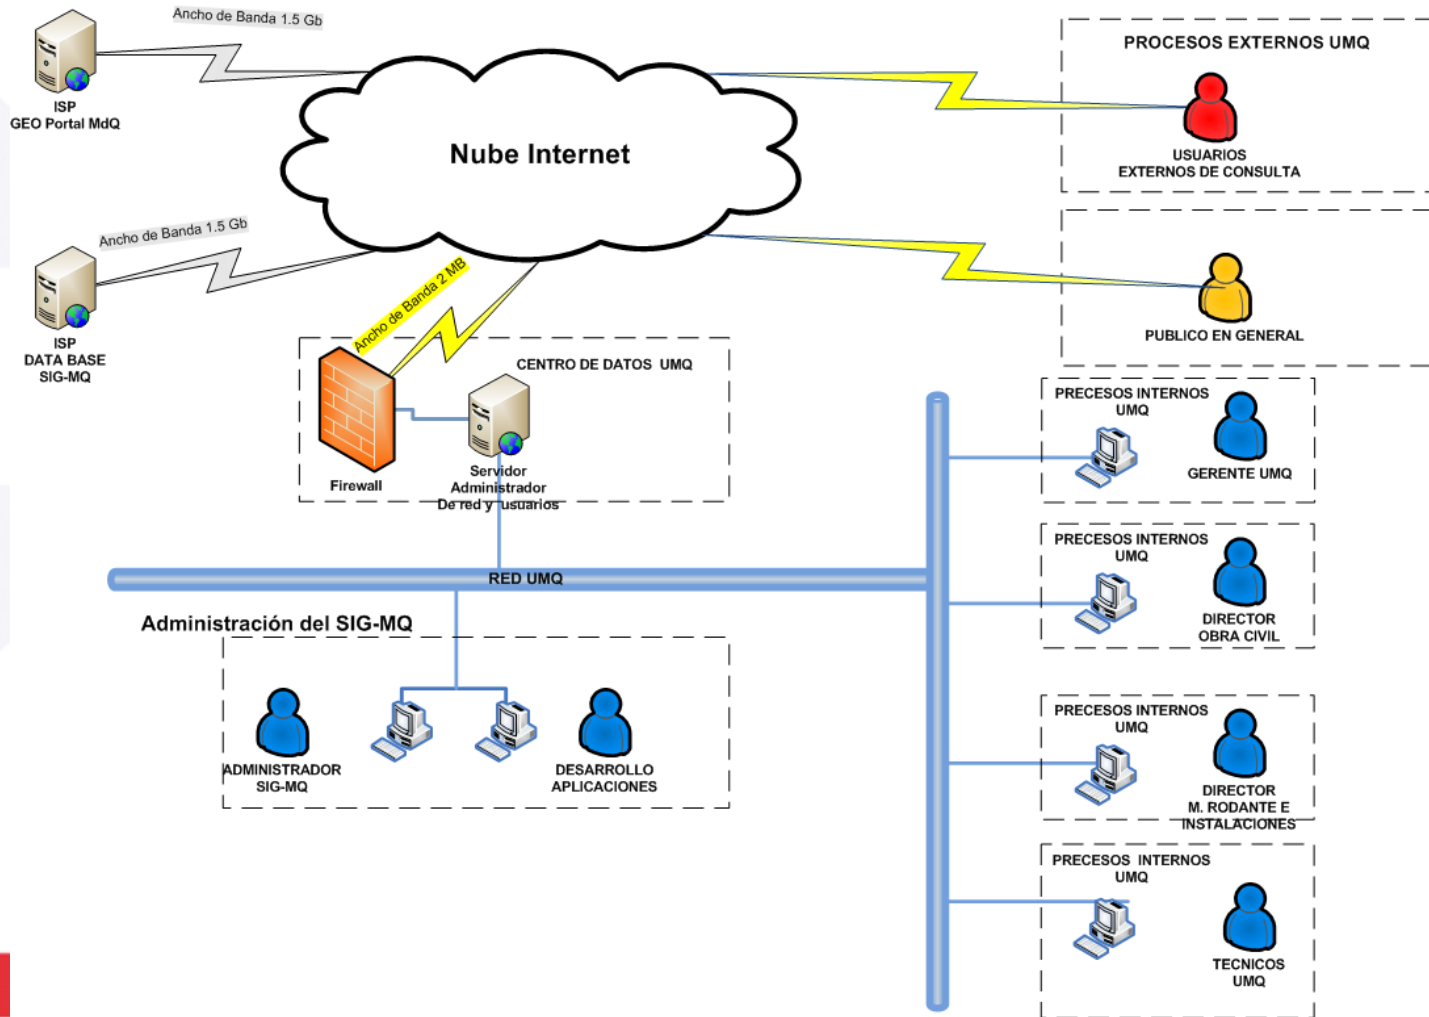 Ancho de Banda 1.5 Gb
ISP
GEO Portal MdQ
Nube Internet
PROCESOS EXTERNOS UMQ
USUARIOS
EXTERNOS DE CONSULTA
Ancho de Banda 1.5 Gb
ISP
DATA BASE
SIG-MQ
Ancho de Banda 2 MB
PUBLICO EN GENERAL
CENTRO DE DATOS UMQ
Firewall
Servidor
Administrador
De red y usuarios
PRECESOS INTERNOS
UMQ
GERENTE UMQ
PRECESOS INTERNOS
UMQ
DIRECTOR
OBRA CIVIL
RED UMQ
Administración del SIG-MQ
ADMINISTRADOR
SIG-MQ
DESARROLLO
APLICACIONES
PRECESOS INTERNOS
UMQ
DIRECTOR
M. RODANTE E
INSTALACIONES
PRECESOS INTERNOS
UMQ
TECNICOS
UMQ